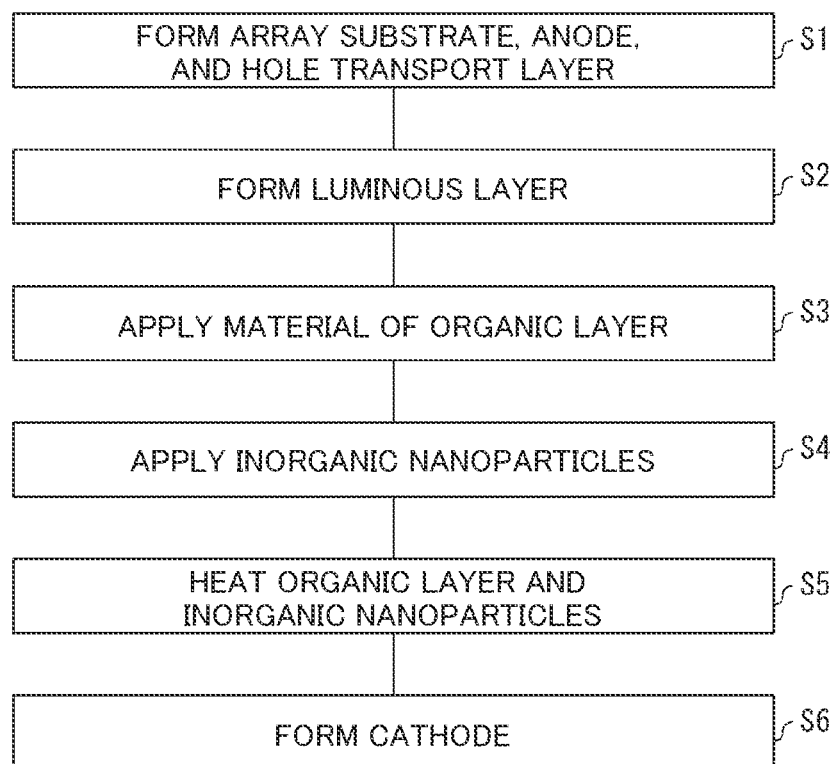 FORM ARRAY SUBSTRATE, ANODE,
AND HOLE TRANSPORT LAYER
S1
FORM LUMINOUS LAYER
S2
APPLY MATERIAL OF ORGANIC LAYER
S3
APPLY INORGANIC NANOPARTICLES
S4
HEAT ORGANIC LAYER AND
INORGANIC NANOPARTICLES
S5
FORM CATHODE
S6